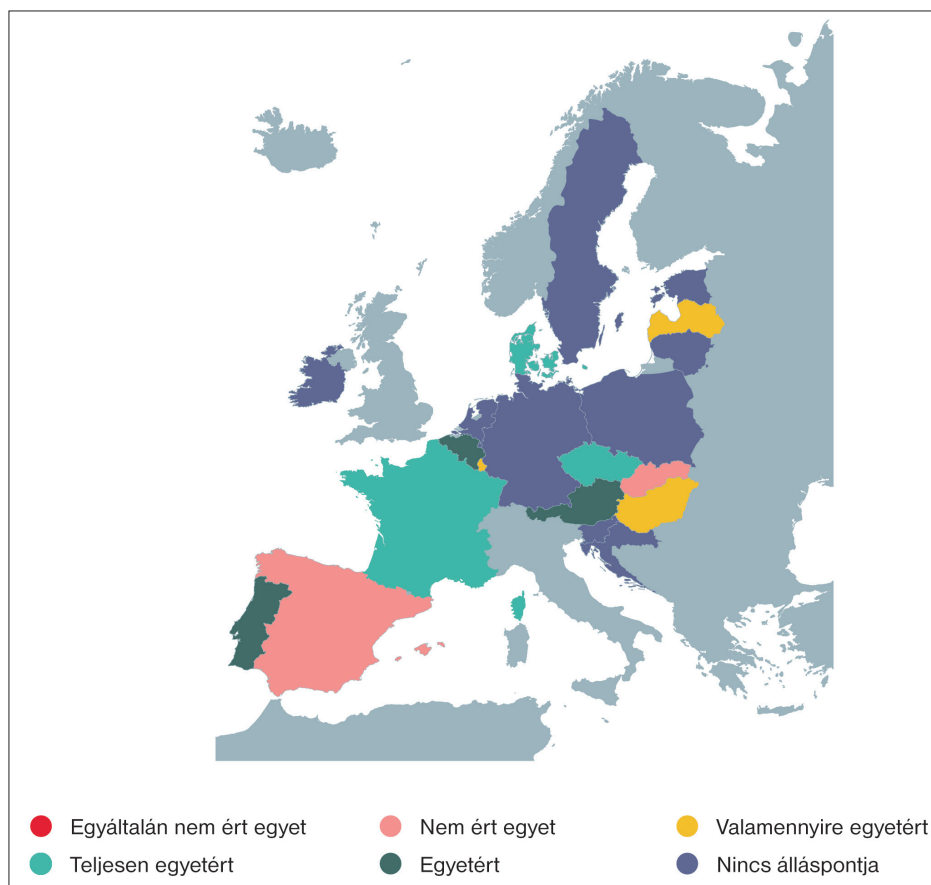 Egyáltalán nem ért egyet
Nem ért egyet
Valamennyire egyetért
Teljesen egyetért
Egyetért
Nincs álláspontja